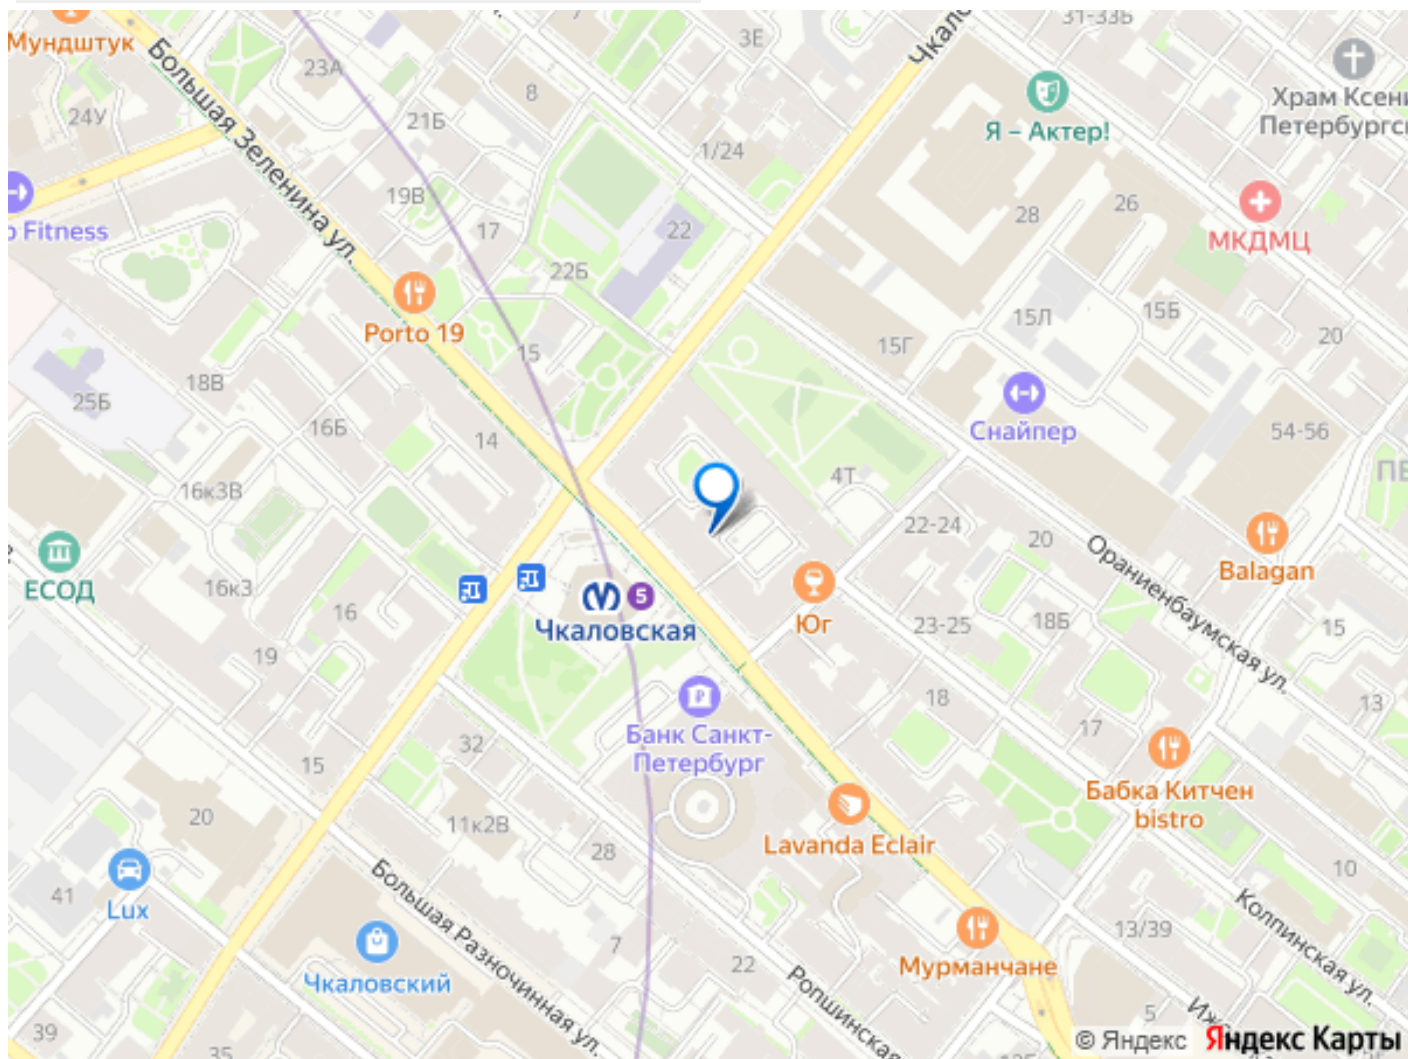 Мундштук
Большая Зеленина ул.
23А
24У
21Б
8
3Е
Чкало
31-33Б
Храм Ксени
Петербургс
Я – Актер!
1/24
19В
17
22
22Б
28
26
МКДМЦ
Fitness
Porto 19
15
18В
25Б
16Б
14
15Г
15Л
15Б
20
Снайпер
54-56
4Т
16к3В
22-24
20
Ораниенбаумская ул.
Balagan
ЕСОД
16к3
16
5
Чкаловская
Юг
23-25
18Б
15
19
18
17
13
Банк Санкт-
Петербург
32
15
Бабка Китчен
bistro
20
11к2В
28
Lavanda Eclair
10
41
Lux
Большая Разночинная ул.
Колпинская ул.
13/39
7
22
Чкаловский
Мурманчане
Ропшинская
Иж
5
39
35
© Яндекс Яндекс Карты